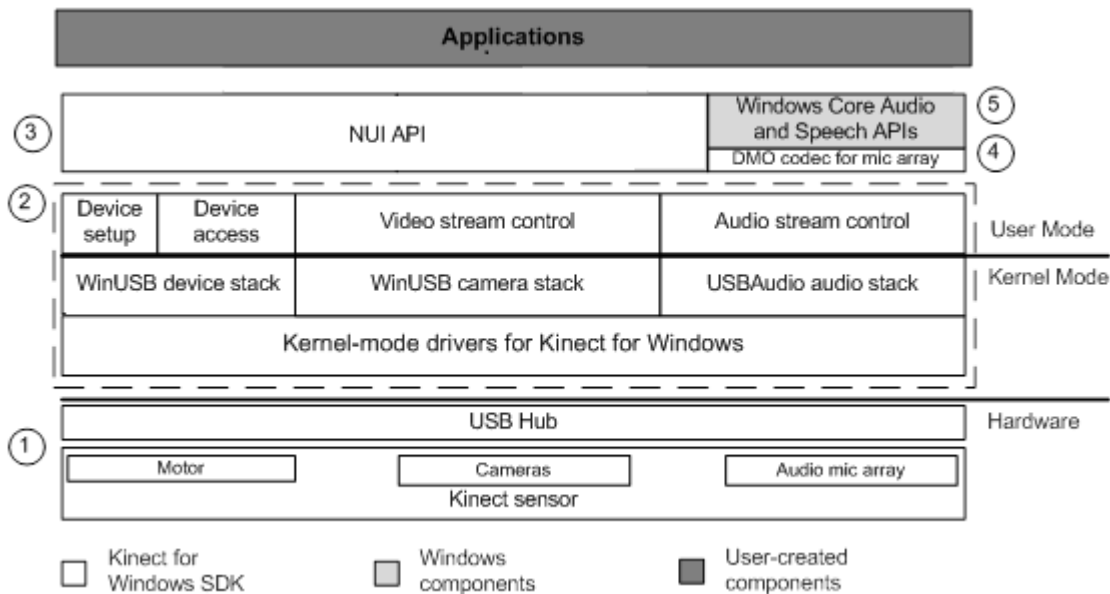 Applications
3
NUI API
Windows Core Audio
and Speech APIs
5
DMO codec for mic array
4
2
Device
setup
Device
access
Video stream control
Audio stream control
User Mode
WinUSB device stack
WinUSB camera stack
USBAudio audio stack
Kernel Mode
Kernel-mode drivers for Kinect for Windows
USB Hub
Hardware
1
Motor
Cameras
Audio mic array
Kinect sensor
Kinect for
Windows SDK
Windows
components
User-created
components